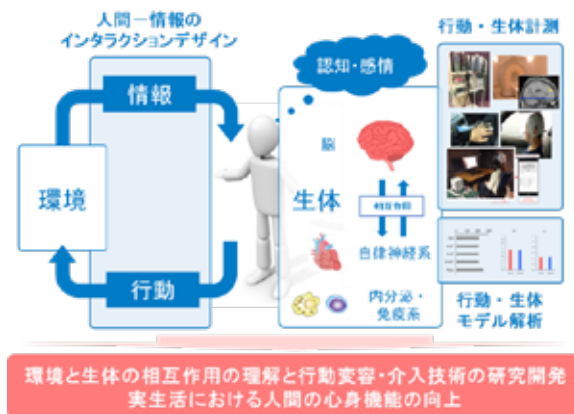 人間－情報の
インタラクションデザイン
情報
環境
行動
認知・感情
脳
生体
相互作用
自律神経系
内分泌・
免疫系
行動・生体計測
行動・生体
モデル解析
環境と生体の相互作用の理解と行動変容・介入技術の研究開発
実生活における人間の心身機能の向上